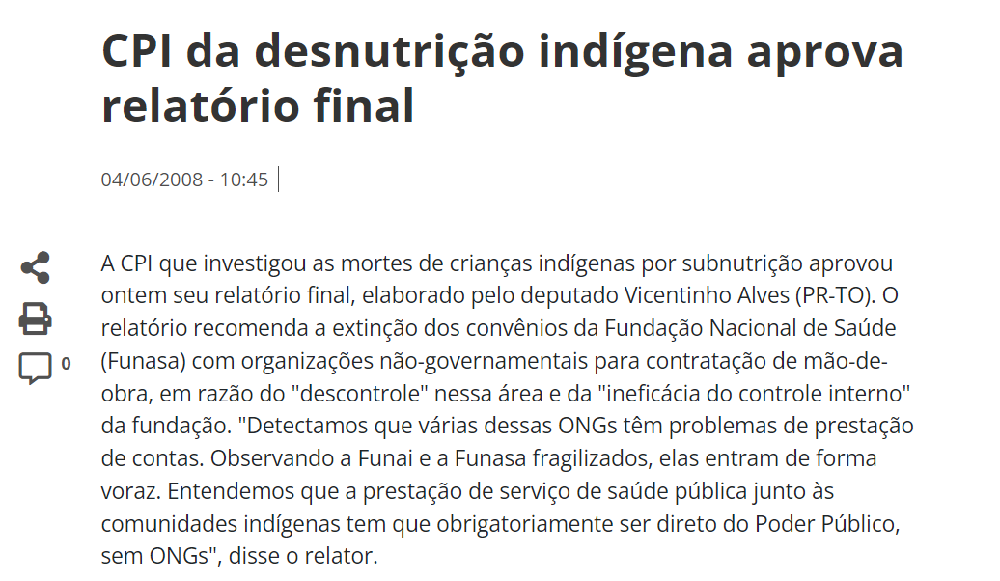 CPI da desnutrição indígena aprova
relatório final
04/06/2008 - 10:45
A CPI que investigou as mortes de crianças indígenas por subnutrição aprovou
ontem seu relatório final, elaborado pelo deputado Vicentinho Alves (PR-TO). O
relatório recomenda a extinção dos convênios da Fundação Nacional de Saúde
0
(Funasa) com organizações não-governamentais para contratação de mão-de-
obra, em razão do "descontrole" nessa área e da "ineficácia do controle interno"
da fundação. "Detectamos que várias dessas ONGs têm problemas de prestação
de contas. Observando a Funai e a Funasa fragilizados, elas entram de forma
voraz. Entendemos que a prestação de serviço de saúde pública junto às
comunidades indígenas tem que obrigatoriamente ser direto do Poder Público,
sem ONGs", disse o relator.